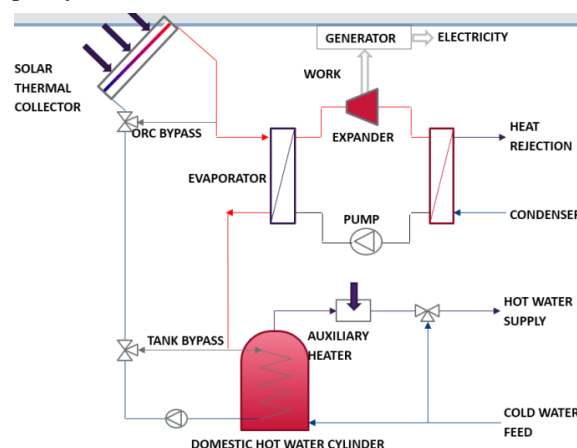 GENERATOR
ELECTRICITY
SOLAR
THERMAL
COLLECTOR
WORK
ORC BYPASS
EXPANDER
HEAT
REJECTION
EVAPORATOR
PUMP
CONDENSER
HOT WATER
SUPPLY
TANK BYPASS
AUXILIARY
HEATER
COLD WATER
FEED
DOMESTIC HOT WATER CYLINDER